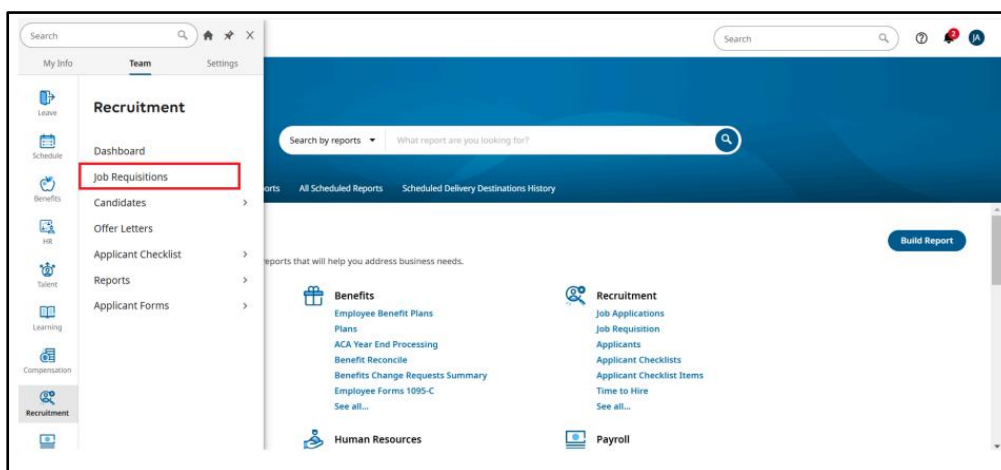 Search
Search
2
JA
My Info
Team
Settings
Leave
Schedule
Benefits
HR
Talent
Learning
Compensation
Recruitment
Recruitment
Dashboard
Job Requisitions
Candidates
Offer Letters
Applicant Checklist
Reports
Applicant Forms
Search by reports
What report are you looking for?
All Scheduled Reports
Scheduled Delivery Destinations History
Build Report
that will help you address business needs.
Benefits
Employee Benefit Plans
Plans
ACA Year End Processing
Benefit Reconcile
Benefits Change Requests Summary
Employee Forms 1095-C
See all...
Recruitment
Job Applications
Job Requisition
Applicants
Applicant Checklists
Applicant Checklist Items
Time to Hire
See all...
Human Resources
Payroll